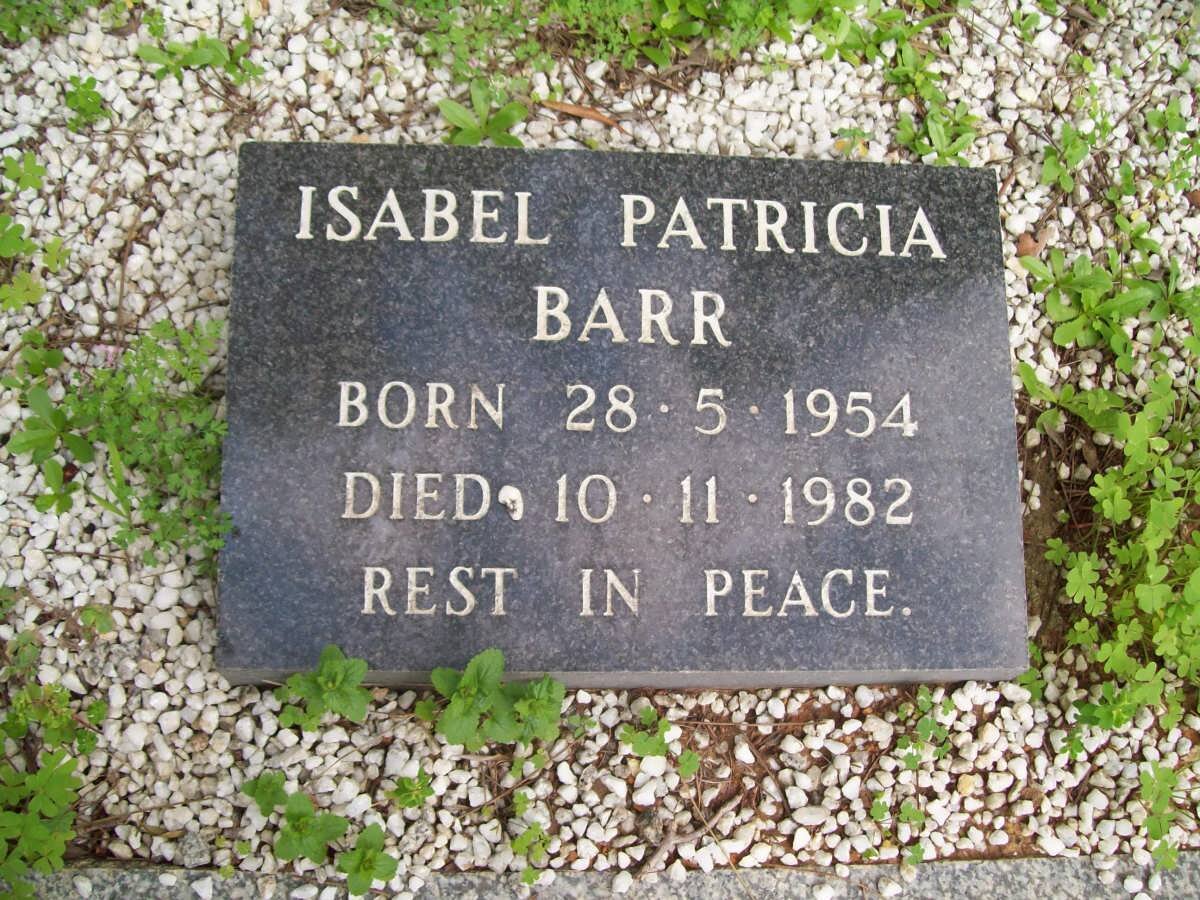 ISABEL PATRICIA
BARR
BORN 28·5·1954
DIED 10·11·1982
REST IN PEACE.